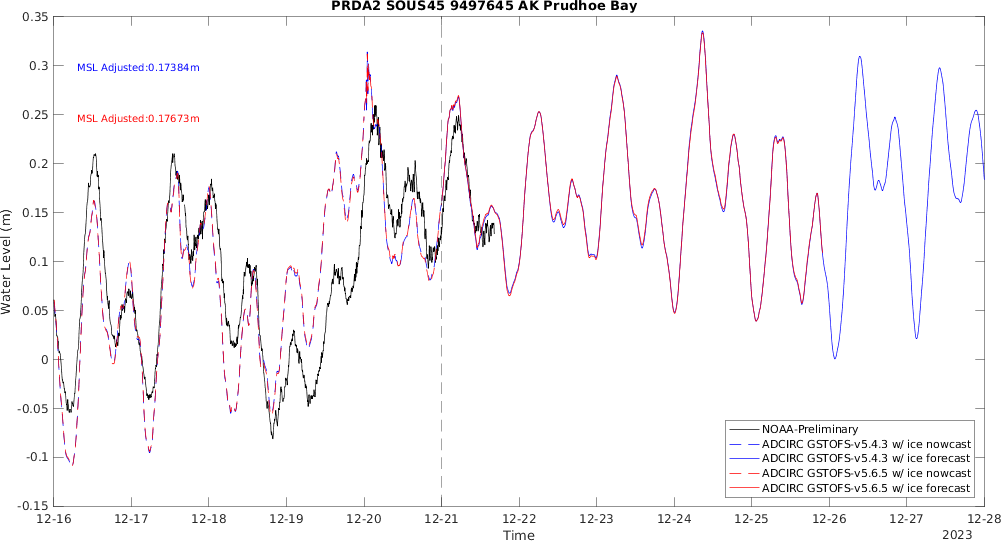 PRDA2 SOUS45 9497645 AK Prudhoe Bay
0.35
0.3
0.25
0.2
0.15
0.1
0.05
0
-0.05
-0.1
-0.15
Water Level (m)
MSL Adjusted:0.17384m
MSL Adjusted:0.17673m
NOAA-Preliminary
ADCIRC GSTOFS-v5.4.3 w/ ice nowcast
ADCIRC GSTOFS-v5.4.3 w/ ice forecast
ADCIRC GSTOFS-v5.6.5 w/ ice nowcast
ADCIRC GSTOFS-v5.6.5 w/ ice forecast
12-16 12-17 12-18 12-19 12-20 12-21 12-22 12-23 12-24 12-25 12-26 12-27 12-28
Time
2023